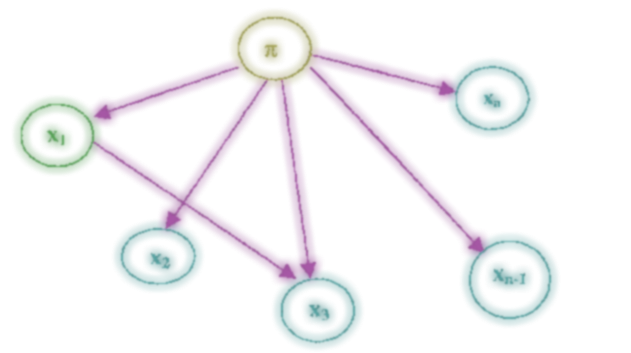 π
xₙ
x₁
x₂
xₙ₋₁
x₃